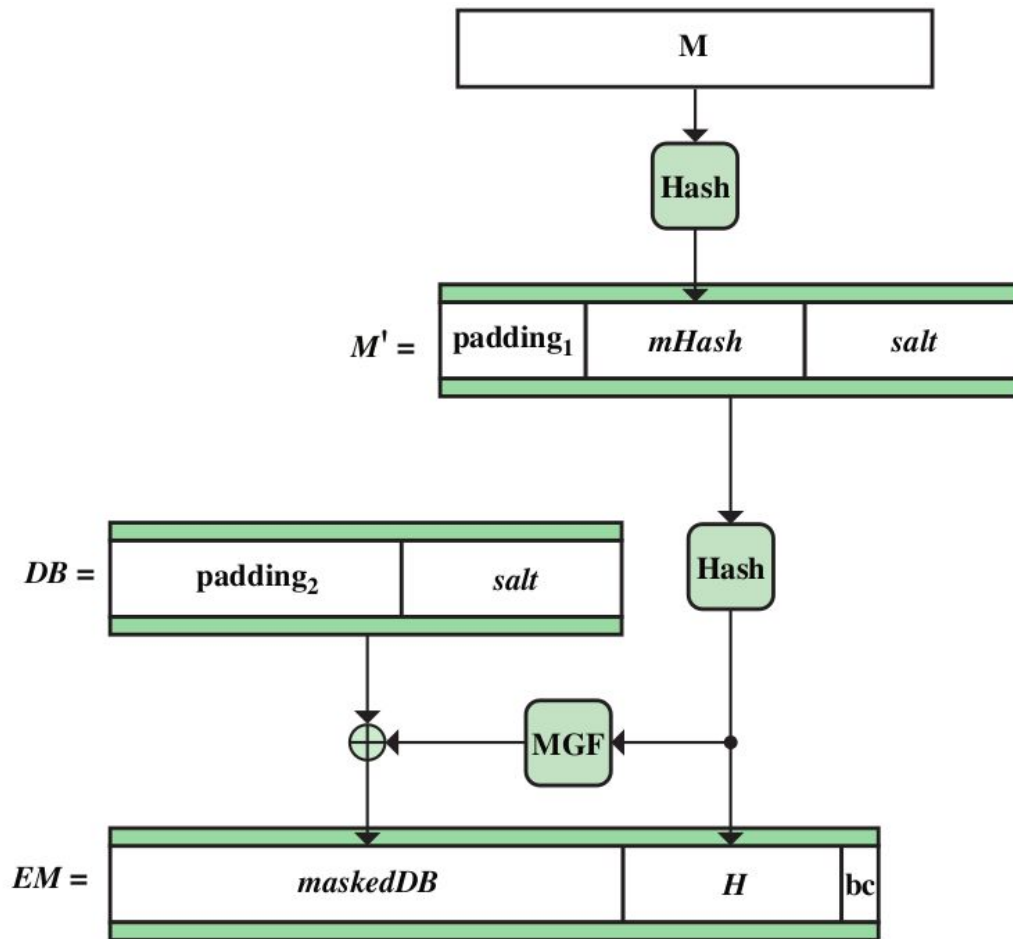 M
Hash
M' = padding₁ mHash salt
DB = padding₂ salt
Hash
MGF
EM = maskedDB H bc